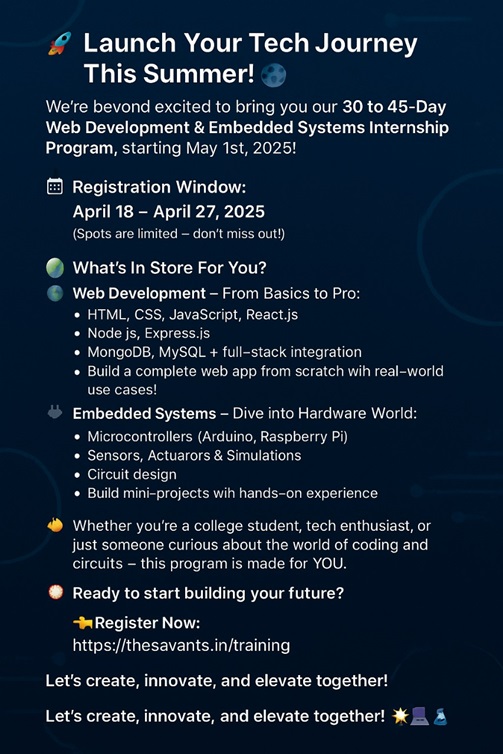 🚀 Launch Your Tech Journey
This Summer! 🌑
We're beyond excited to bring you our 30 to 45-Day
Web Development & Embedded Systems Internship
Program, starting May 1st, 2025!
Registration Window:
April 18 – April 27, 2025
(Spots are limited – don't miss out!)
What's In Store For You?
Web Development – From Basics to Pro:
• HTML, CSS, JavaScript, React.js
• Node js, Express.js
• MongoDB, MySQL + full-stack integration
• Build a complete web app from scratch wih real-world
use cases!
Embedded Systems – Dive into Hardware World:
• Microcontrollers (Arduino, Raspberry Pi)
• Sensors, Actuarors & Simulations
• Circuit design
• Build mini-projects wih hands-on experience
Whether you're a college student, tech enthusiast, or
just someone curious about the world of coding and
circuits – this program is made for YOU.
Ready to start building your future?
Register Now:
https://thesavants.in/training
Let's create, innovate, and elevate together!
Let's create, innovate, and elevate together!